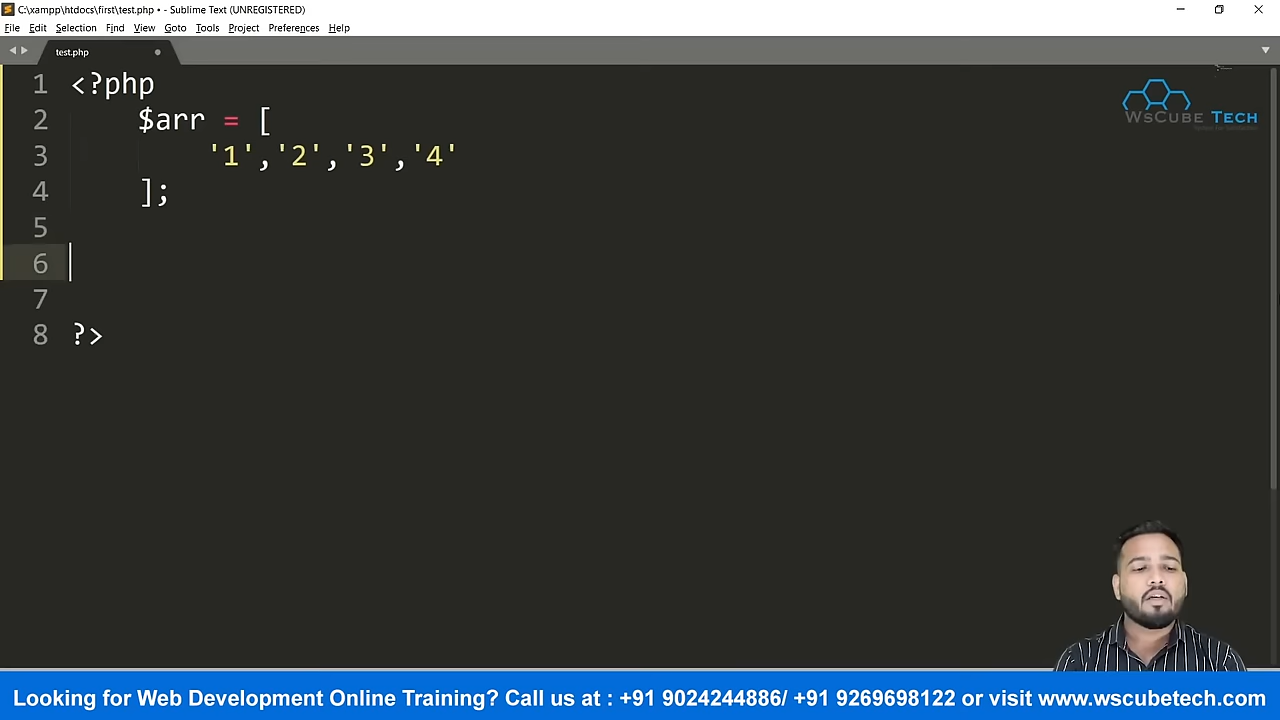 C:\xampp\htdocs\first\test.php • - Sublime Text (UNREGISTERED)
File Edit Selection Find View Goto Tools Project Preferences Help
test.php
1 <?php
2 $arr = [
3 '1','2','3','4'
4 ];
5
6
7
8 ?>
WsCube Tech
Looking for Web Development Online Training? Call us at : +91 9024244886/ +91 9269698122 or visit www.wscubetech.com